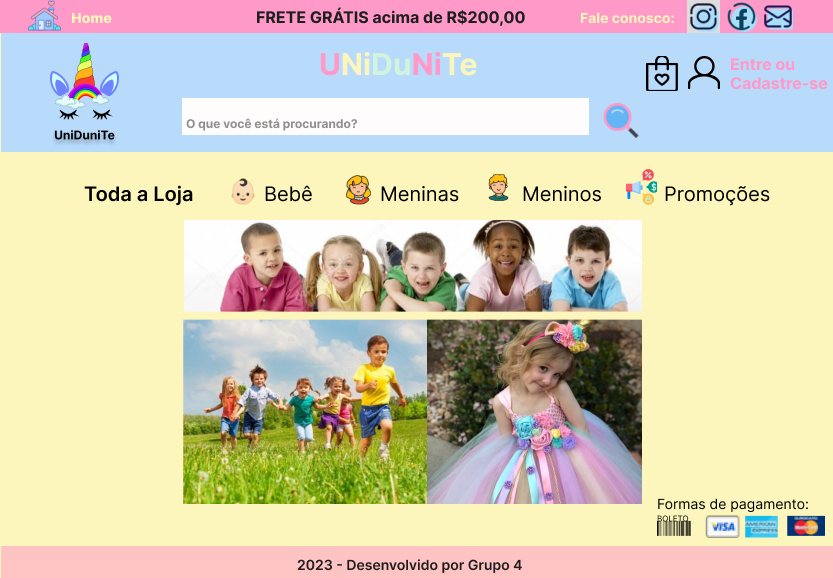 Home
FRETE GRÁTIS acima de R$200,00
Fale conosco:
UNiDuNiTe
Entre ou
Cadastre-se
O que você está procurando?
UniDuniTe
Toda a Loja
Bebê
Meninas
Meninos
Promoções
Formas de pagamento:
BOLETO
VISA
AMERICAN
EXPRESS
MasterCard
2023 - Desenvolvido por Grupo 4